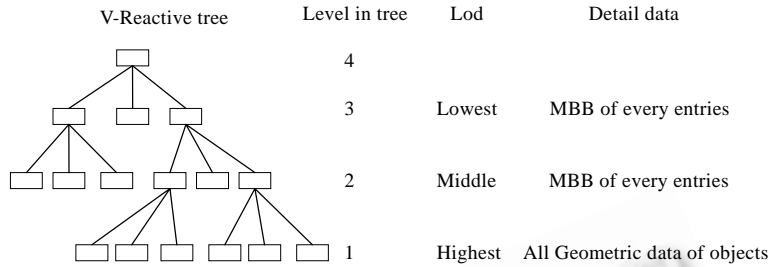 V-Reactive tree Level in tree Lod Detail data
4
3 Lowest MBB of every entries
2 Middle MBB of every entries
1 Highest All Geometric data of objects